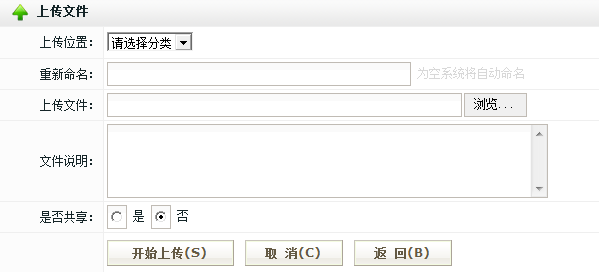 上传文件
上传位置： 请选择分类
重新命名： 为空系统将自动命名
上传文件： 浏览...
文件说明：
是否共享： 是 否
开始上传(S) 取 消(C) 返 回(B)